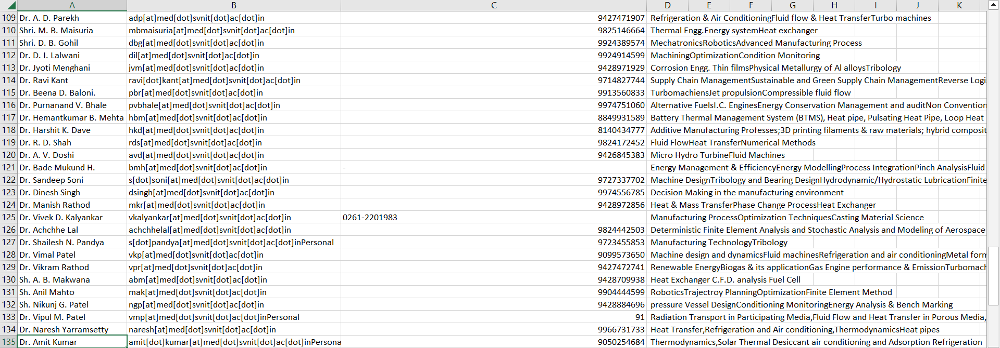 A B C D E F G H I J K
109 Dr. A. D. Parekh adp[at]med[dot]svnit[dot]ac[dot]in 9427471907 Refrigeration & Air ConditioningFluid flow & Heat TransferTurbo machines
110 Shri. M. B. Maisuria mbmaisuria[at]med[dot]svnit[dot]ac[dot]in 9825146664 Thermal Engg.Energy systemHeat exchanger
111 Shri. D. B. Gohil dbg[at]med[dot]svnit[dot]ac[dot]in 9924389574 MechatronicsRoboticsAdvanced Manufacturing Process
112 Dr. D. I. Lalwani dil[at]med[dot]svnit[dot]ac[dot]in 9924914599 MachiningOptimizationCondition Monitoring
113 Dr. Jyoti Menghani jvm[at]med[dot]svnit[dot]ac[dot]in 9428971929 Corrosion Engg. Thin filmsPhysical Metallurgy of Al alloysTribology
114 Dr. Ravi Kant ravi[dot]kant[at]med[dot]svnit[dot]ac[dot]in 9714827744 Supply Chain ManagementSustainable and Green Supply Chain ManagementReverse Logi
115 Dr. Beena D. Baloni. pbr[at]med[dot]svnit[dot]ac[dot]in 9913560833 TurbomachiensJet propulsionCompressible fluid flow
116 Dr. Purnanand V. Bhale pvbhale[at]med[dot]svnit[dot]ac[dot]in 9974751060 Alternative FuelsI.C. EnginesEnergy Conservation Management and auditNon Convention
117 Dr. Hemantkumar B. Mehta hbm[at]med[dot]svnit[dot]ac[dot]in 8849931589 Battery Thermal Management System (BTMS), Heat pipe, Pulsating Heat Pipe, Loop Heat
118 Dr. Harshit K. Dave hkd[at]med[dot]svnit[dot]ac[dot]in 8140434777 Additive Manufacturing Professes;3D printing filaments & raw materials; hybrid composit
119 Dr. R. D. Shah rds[at]med[dot]svnit[dot]ac[dot]in 9824172452 Fluid FlowHeat TransferNumerical Methods
120 Dr. A. V. Doshi avd[at]med[dot]svnit[dot]ac[dot]in 9426845383 Micro Hydro TurbineFluid Machines
121 Dr. Bade Mukund H. bmh[at]med[dot]svnit[dot]ac[dot]in - Energy Management & EfficiencyEnergy ModellingProcess IntegrationPinch AnalysisFluid
122 Dr. Sandeep Soni s[dot]soni[at]med[dot]svnit[dot]ac[dot]in 9727337702 Machine DesignTribology and Bearing DesignHydrodynamic/Hydrostatic LubricationFinite
123 Dr. Dinesh Singh dsingh[at]med[dot]svnit[dot]ac[dot]in 9974556785 Decision Making in the manufacturing environment
124 Dr. Manish Rathod mkr[at]med[dot]svnit[dot]ac[dot]in 9428972856 Heat & Mass TransferPhase Change ProcessHeat Exchanger
125 Dr. Vivek D. Kalyankar vkalyankar[at]med[dot]svnit[dot]ac[dot]in 0261-2201983 Manufacturing ProcessOptimization TechniquesCasting Material Science
126 Dr. Achchhe Lal achchhelal[at]med[dot]svnit[dot]ac[dot]in 9824442503 Deterministic Finite Element Analysis and Stochastic Analysis and Modeling of Aerospace
127 Dr. Shailesh N. Pandya s[dot]pandya[at]med[dot]svnit[dot]ac[dot]inPersonal 9723455853 Manufacturing TechnologyTribology
128 Dr. Vimal Patel vkp[at]med[dot]svnit[dot]ac[dot]in 9099573650 Machine design and dynamicsFluid machinesRefrigeration and air conditioningMetal form
129 Dr. Vikram Rathod vpr[at]med[dot]svnit[dot]ac[dot]in 9427472741 Renewable EnergyBiogas & its applicationGas Engine performance & EmissionTurbomach
130 Sh. A. B. Makwana abm[at]med[dot]svnit[dot]ac[dot]in 9428709938 Heat Exchanger C.F.D. analysis Fuel Cell
131 Sh. Anil Mahto mak[at]med[dot]svnit[dot]ac[dot]in 9904444599 RoboticsTrajectroy PlanningOptimizationFinite Element Method
132 Sh. Nikunj G. Patel ngp[at]med[dot]svnit[dot]ac[dot]in 9428884696 pressure Vessel DesignConditioning MonitoringEnergy Analysis & Bench Marking
133 Dr. Vipul M. Patel vmp[at]med[dot]svnit[dot]ac[dot]inPersonal 91 Radiation Transport in Participating Media,Fluid Flow and Heat Transfer in Porous Media,
134 Dr. Naresh Yarramsetty naresh[at]med[dot]svnit[dot]ac[dot]in 9966731733 Heat Transfer,Refrigeration and Air conditioning,ThermodynamicsHeat pipes
135 Dr. Amit Kumar amit[dot]kumar[at]med[dot]svnit[dot]ac[dot]inPersona 9050254684 Thermodynamics,Solar Thermal Desiccant air conditioning and Adsorption Refrigeration